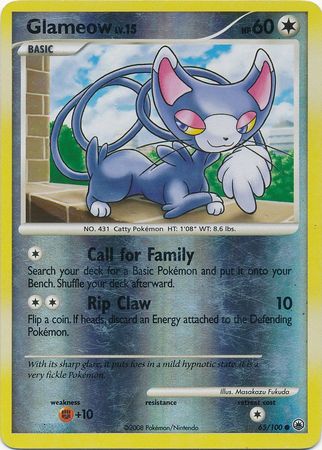 Glameow LV.15 HP 60
BASIC
NO. 431 Catty Pokémon HT: 1'08" WT: 8.6 lbs.
Call for Family
Search your deck for a Basic Pokémon and put it onto your
Bench. Shuffle your deck afterward.
Rip Claw 10
Flip a coin. If heads, discard an Energy attached to the Defending
Pokémon.
With its sharp glare, it puts foes in a mild hypnotic state. It is a
very fickle Pokémon.
Illus. Masakazu Fukuda
weakness resistance retreat cost
+10
©2008 Pokémon/Nintendo 65/100